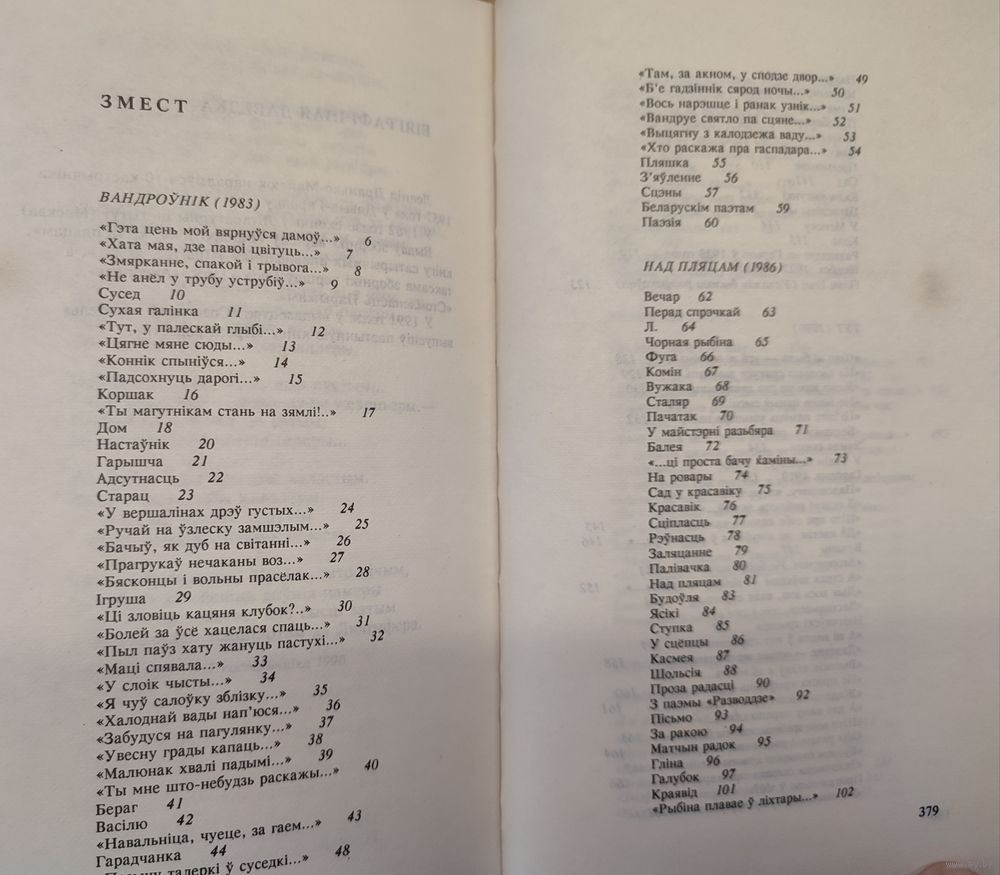 ЗМЕСТ
ВАНДРОЎНІК (1983)
«Гэта цень мой вярнуўся дамоў...» 6
«Хата мая, дзе павоі цвітуць...» 7
«Змярканне, спакой і трывога...» 8
«Не анёл у трубу уструбіў...» 9
Сусед 10
Сухая галінка 11
«Тут, у палескай глыбі...» 12
«Цягне мяне сюды...» 13
«Коннік спыніўся...» 14
«Падсохнуць дарогі...» 15
Коршак 16
«Ты магутнікам стань на зямлі!..» 17
Дом 18
Настаўнік 20
Гарышча 21
Адсутнасць 22
Старац 23
«У вершалінах дрэў густых...» 24
«Ручай на ўзлеску замшэлым...» 25
«Бачыў, як дуб на світанні...» 26
«Прагрукаў нечаканы воз...» 27
«Бясконцы і вольны прасёлак...» 28
Ігруша 29
«Ці зловіць кацяня клубок?..» 30
«Болей за ўсё хацелася спаць...» 31
«Пыл паўз хату жануць пастухі...» 32
«Маці спявала...» 33
«У слоік чысты...» 34
«Я чуў салоўку зблізку...» 35
«Халоднай вады нап'юся...» 36
«Забудуся на пагулянку...» 37
«Увесну грады капаць...» 38
«Малюнак хвалі падымі...» 39
«Ты мне што-небудзь раскажы...» 40
Бераг 41
Васілю 42
«Навальніца, чуеце, за гаем...» 43
Гарадчанка 44
талеркі ў суседкі...» 48
«Там, за акном, у сподзе двор...» 49
«Б'е гадзіннік сярод ночы...» 50
«Вось нарэшце і ранак узнік...» 51
«Вандруе святло па сцяне...» 52
«Выцягну з калодзежа ваду...» 53
«Хто раскажа пра гаспадара...» 54
Пляшка 55
З'яўленне 56
Сцэны 57
Беларускім паэтам 59
Паэзія 60
НАД ПЛЯЦАМ (1986)
Вечар 62
Перад спрэчкай 63
Л. 64
Чорная рыбіна 65
Фуга 66
Комін 67
Вужака 68
Сталяр 69
Пачатак 70
У майстэрні разьбяра 71
Балея 72
«...ці проста бачу каміны...» 73
На ровары 74
Сад у красавіку 75
Красавік 76
Сціпласць 77
Рэўнасць 78
Заляцанне 79
Палівачка 80
Над пляцам 81
Будоўля 83
Ясікі 84
Ступка 85
У сцепцы 86
Касмея 87
Шольсія 88
Проза радасці 90
З паэмы «Разводдзе» 92
Пісьмо 93
За ракою 94
Матчын радок 95
Гліна 96
Галубок 97
Краявід 101
«Рыбіна плавае ў ліхтары...» 102
379